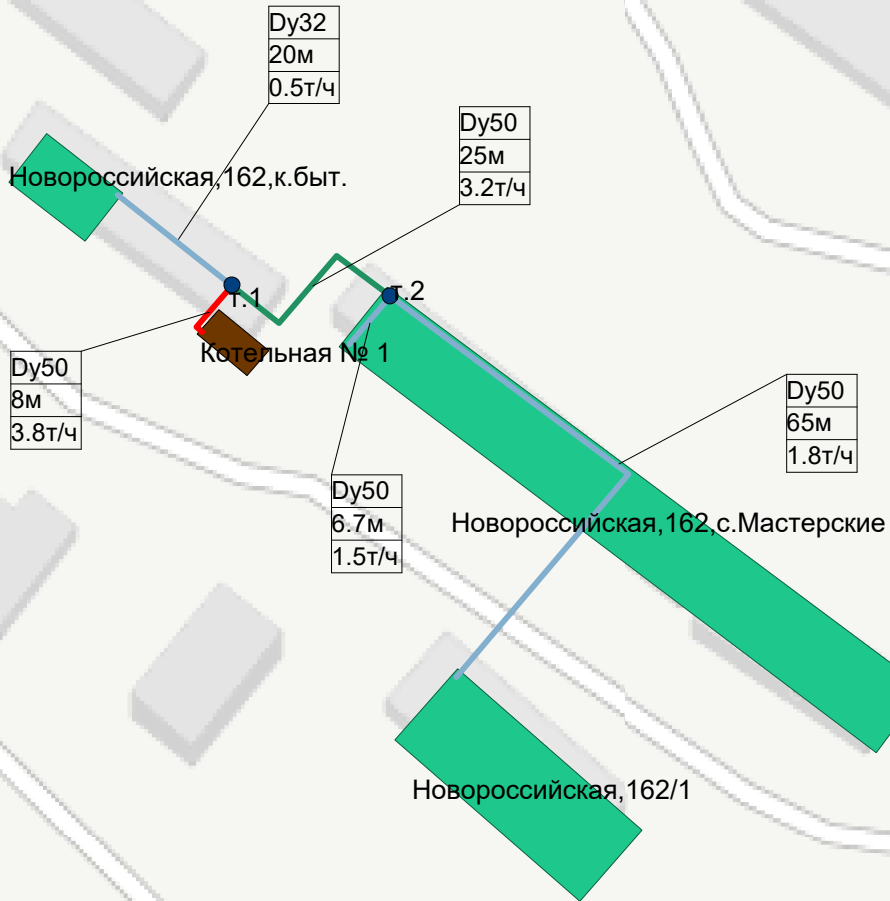 Dy32
20м
0.5т/ч
Dy50
25м
3.2т/ч
Новороссийская,162,к.быт.
т.1
т.2
Котельная № 1
Dy50
8м
3.8т/ч
Dy50
65м
1.8т/ч
Dy50
6.7м
1.5т/ч
Новороссийская,162,с.Мастерские
Новороссийская,162/1